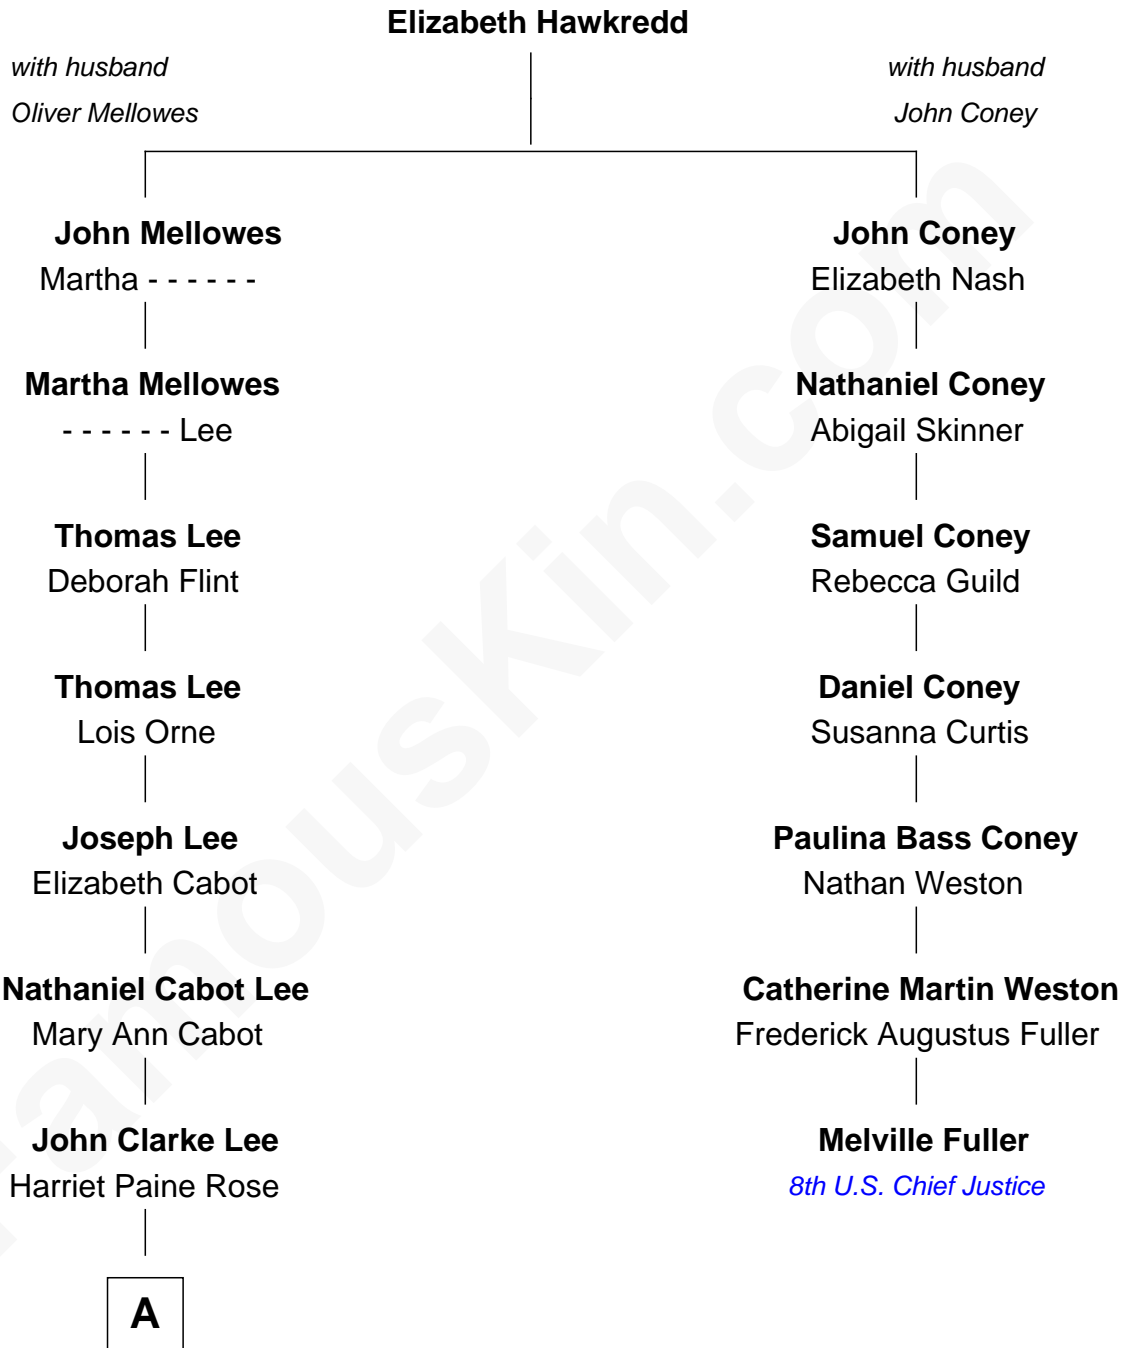 Elizabeth Hawkredd
with husband
Oliver Mellowes
with husband
John Coney
John Mellowes
Martha - - - - - -
John Coney
Elizabeth Nash
Martha Mellowes
- - - - - - Lee
Nathaniel Coney
Abigail Skinner
Thomas Lee
Deborah Flint
Samuel Coney
Rebecca Guild
Thomas Lee
Lois Orne
Daniel Coney
Susanna Curtis
Joseph Lee
Elizabeth Cabot
Paulina Bass Coney
Nathan Weston
Nathaniel Cabot Lee
Mary Ann Cabot
Catherine Martin Weston
Frederick Augustus Fuller
John Clarke Lee
Harriet Paine Rose
Melville Fuller
8th U.S. Chief Justice
A
FamousKin.com